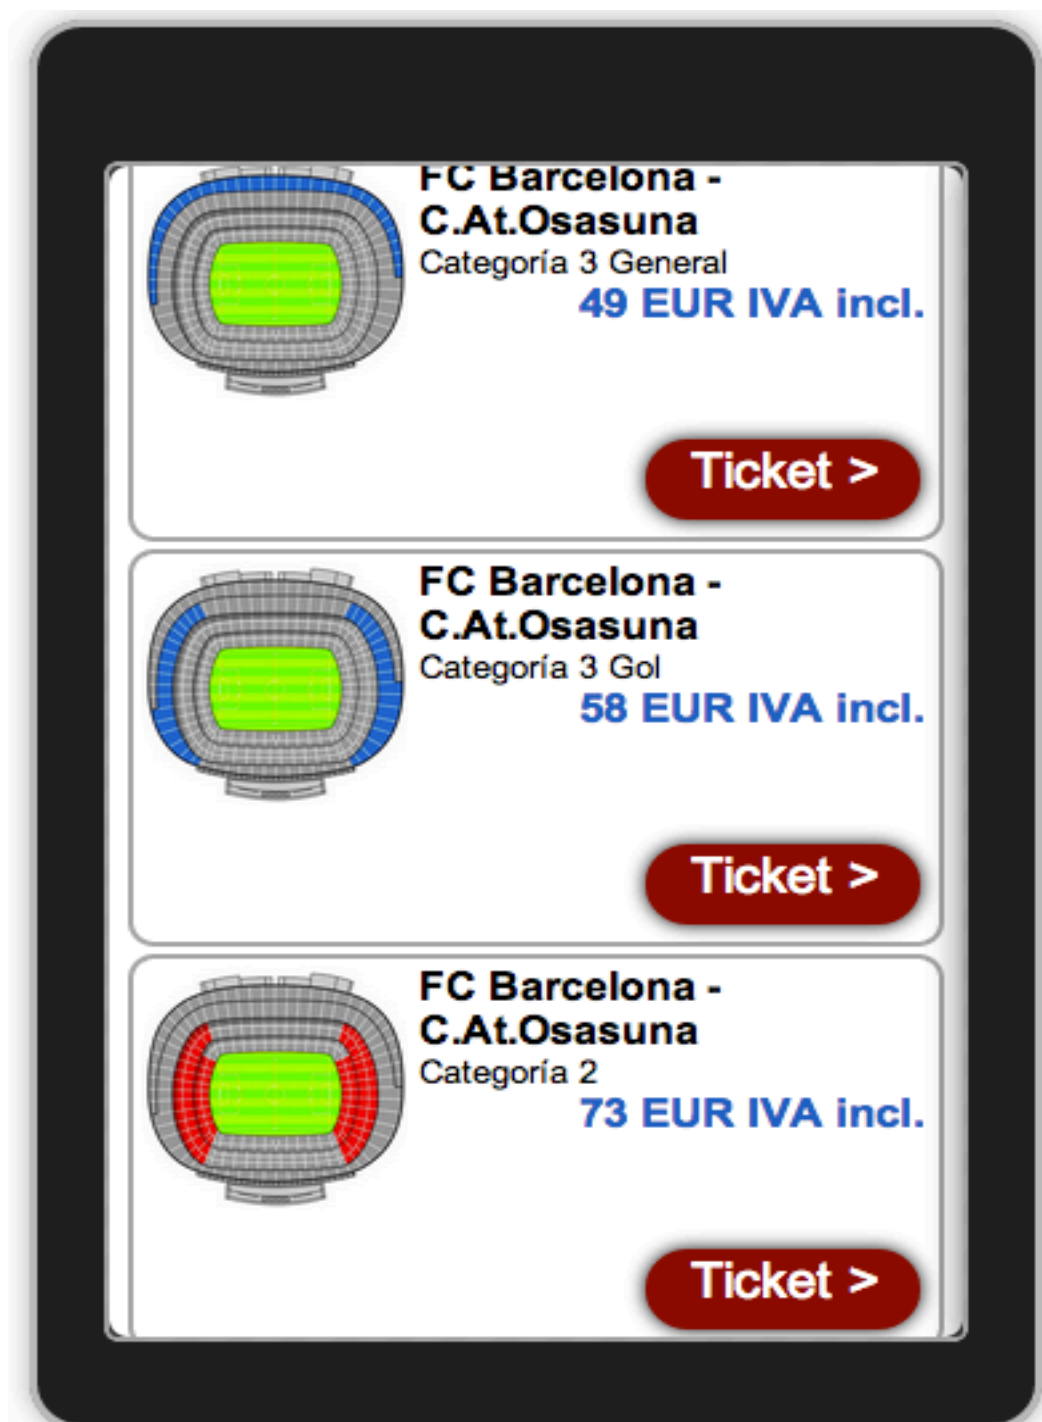 FC Barcelona -
C.At.Osasuna
Categoría 3 General
49 EUR IVA incl.
Ticket >
FC Barcelona -
C.At.Osasuna
Categoría 3 Gol
58 EUR IVA incl.
Ticket >
FC Barcelona -
C.At.Osasuna
Categoría 2
73 EUR IVA incl.
Ticket >